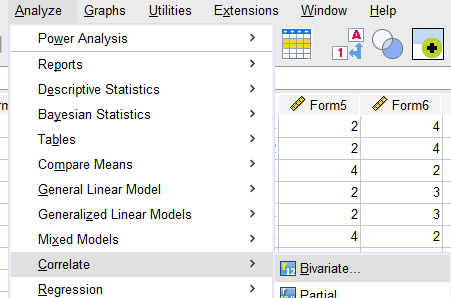 Analyze Graphs Utilities Extensions Window Help
Power Analysis
A
1
Reports
Form5 Form6
Descriptive Statistics
2 4
Bayesian Statistics
2 4
Tables
4 2
Compare Means
2 3
General Linear Model
2 3
Generalized Linear Models
4 2
Mixed Models
Correlate
Bivariate...
Regression
Partial